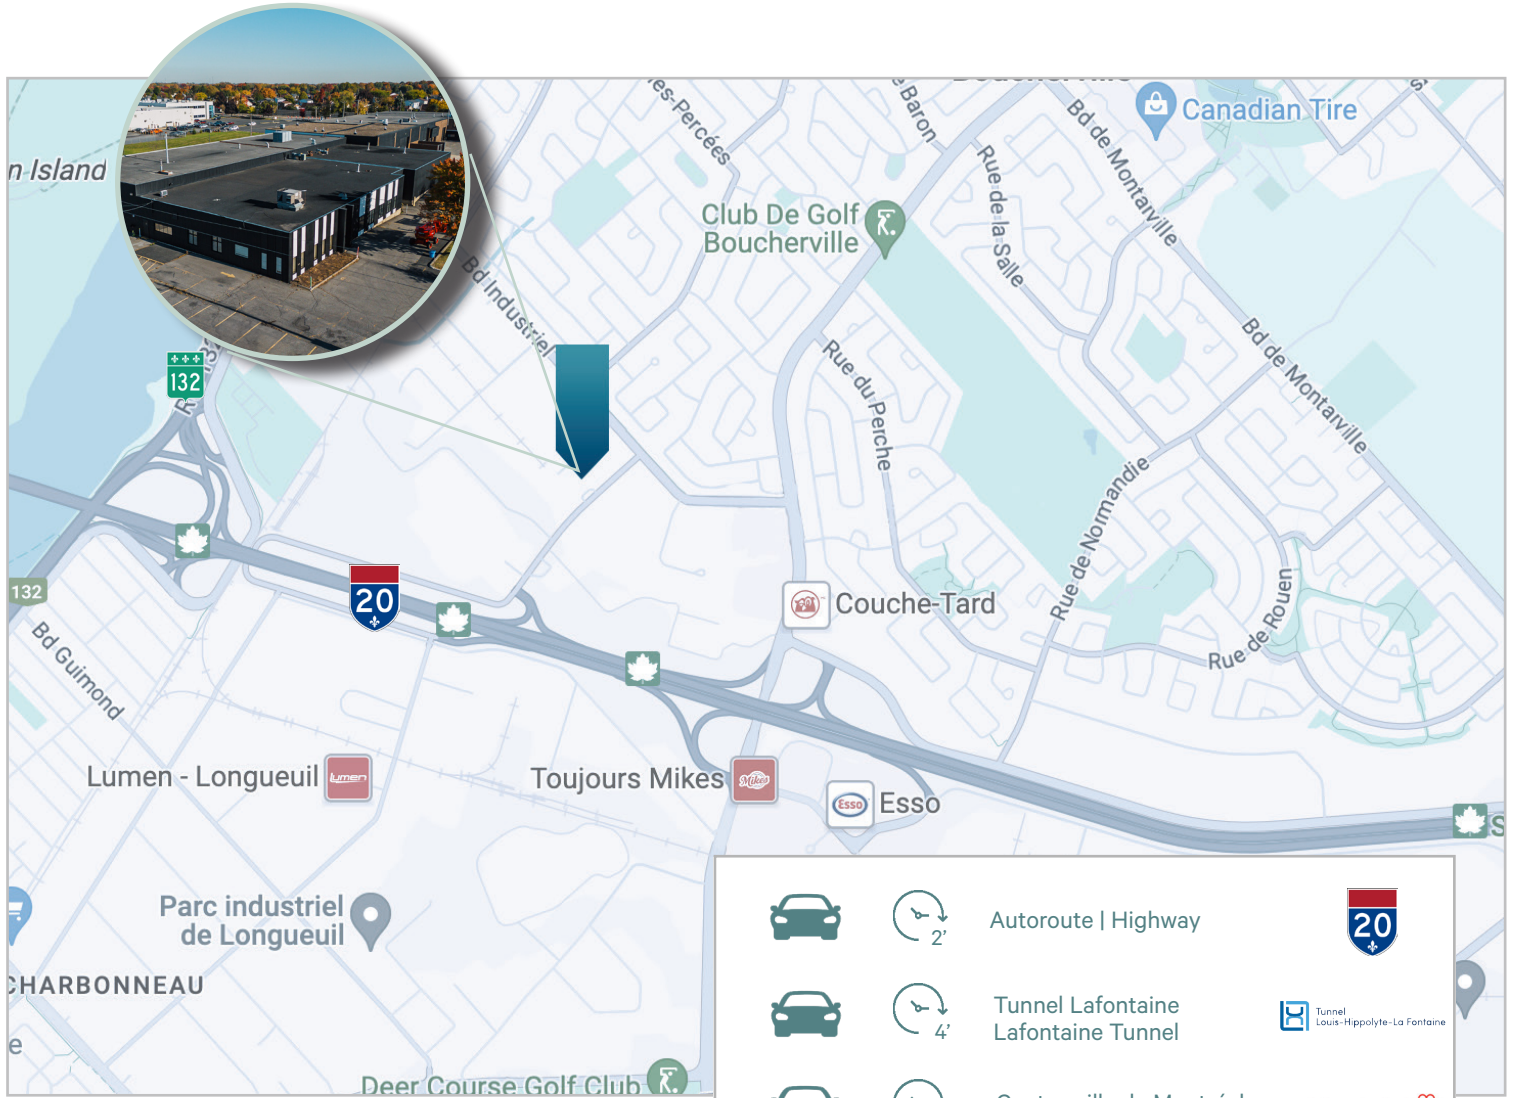 n Island
es-Percées
Baron
Bd de Montarville
Canadian Tire
Club De Golf
Boucherville
Rue de la Salle
Bd Industriel
132
Rue du Perche
Bd de Montarville
Rue de Normandie
132
20
Couche-Tard
Bd Guimond
Rue de Rouen
Lumen - Longueuil
Lumen
Toujours Mikes
Mikes
Esso
Esso
S
Parc industriel
de Longueuil
CHARBONNEAU
e
Deer Course Golf Club
2’
Autoroute | Highway
20
4’
Tunnel Lafontaine
Lafontaine Tunnel
Tunnel
Louis-Hippolyte-La Fontaine